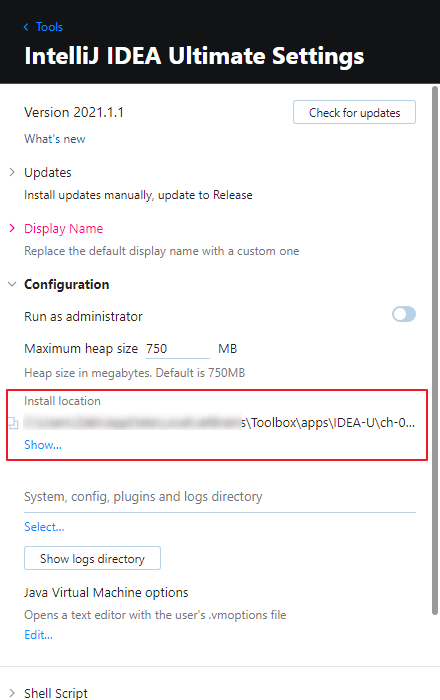 Tools
IntelliJ IDEA Ultimate Settings
Version 2021.1.1
Check for updates
What's new
Updates
Install updates manually, update to Release
Display Name
Replace the default display name with a custom one
Configuration
Run as administrator
Maximum heap size 750 MB
Heap size in megabytes. Default is 750MB
Install location
s\Toolbox\apps\IDEA-U\ch-0...
Show...
System, config, plugins and logs directory
Select...
Show logs directory
Java Virtual Machine options
Opens a text editor with the user's .vmoptions file
Edit...
Shell Script